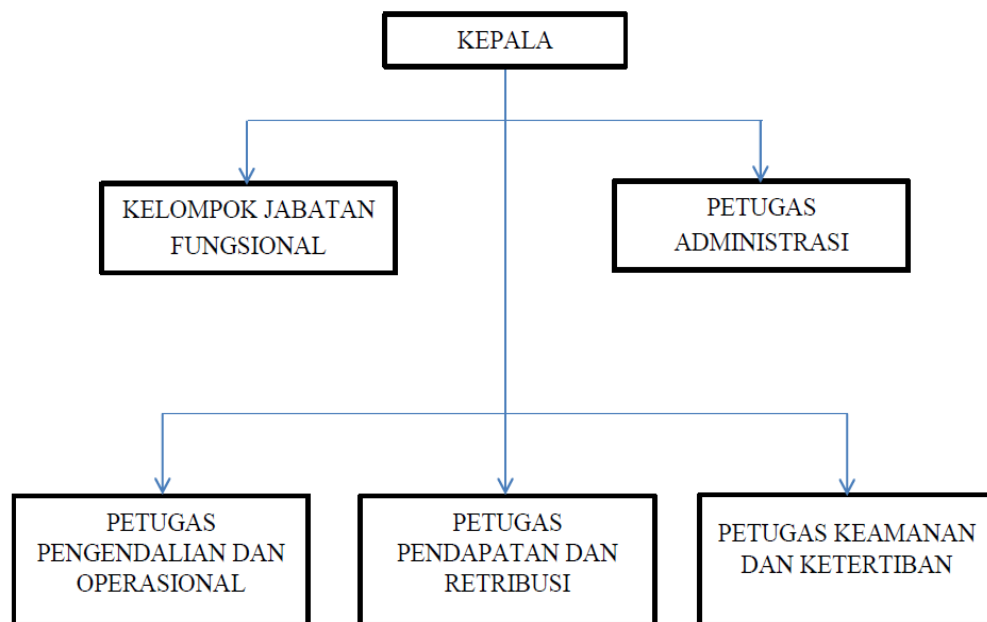 KEPALA
KELOMPOK JABATAN
FUNGSIONAL
PETUGAS
ADMINISTRASI
PETUGAS
PENGENDALIAN DAN
OPERASIONAL
PETUGAS
PENDAPATAN DAN
RETRIBUSI
PETUGAS KEAMANAN
DAN KETERTIBAN